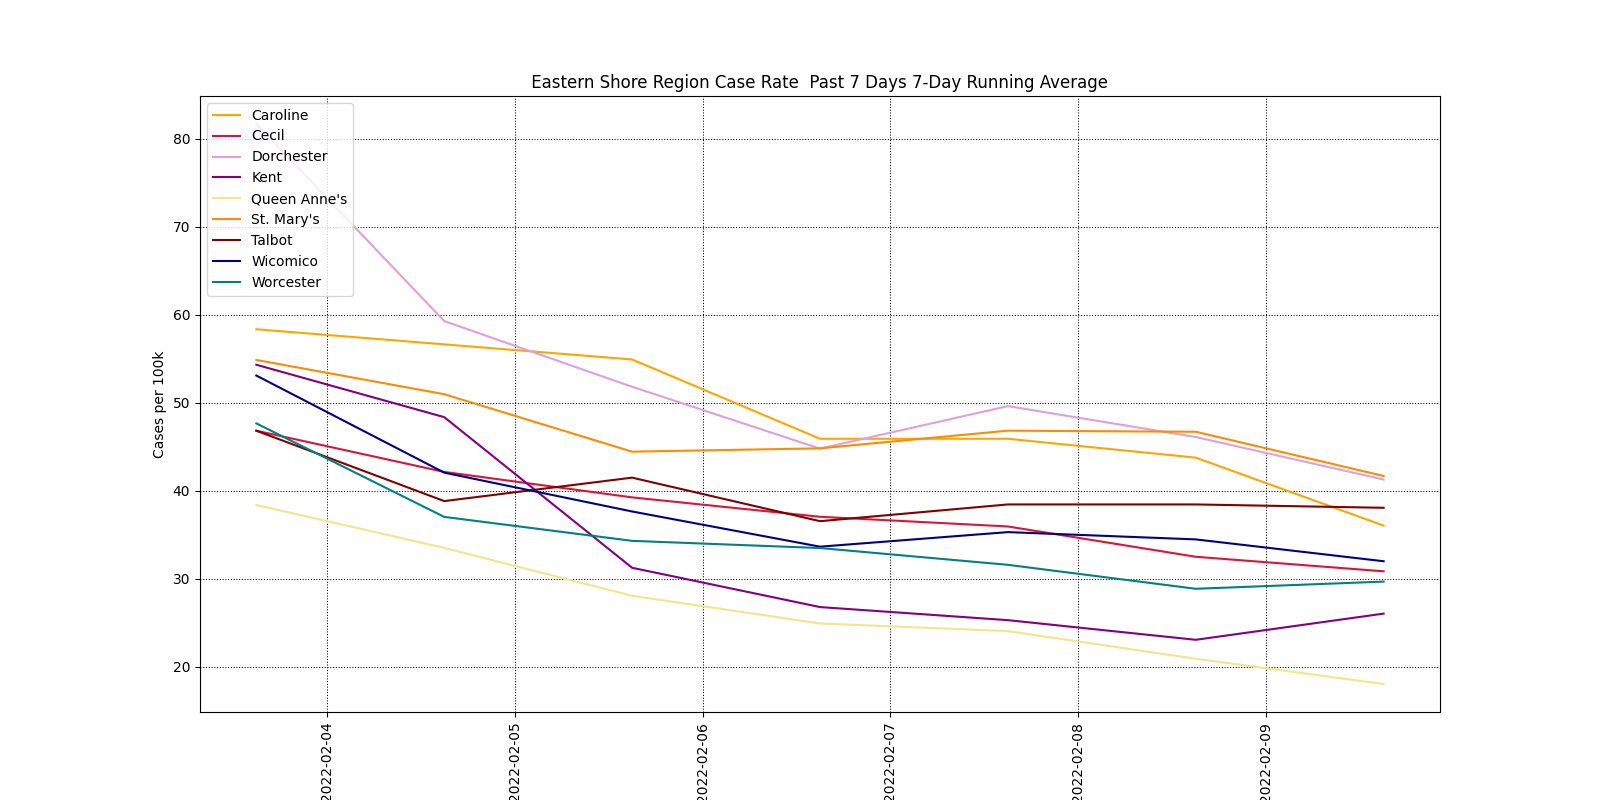 Eastern Shore Region Case Rate  Past 7 Days 7-Day Running Average
Caroline
Cecil
Dorchester
Kent
Queen Anne's
St. Mary's
Talbot
Wicomico
Worcester
80
70
60
50
40
30
20
Cases per 100k
2022-02-04
2022-02-05
2022-02-06
2022-02-07
2022-02-08
2022-02-09